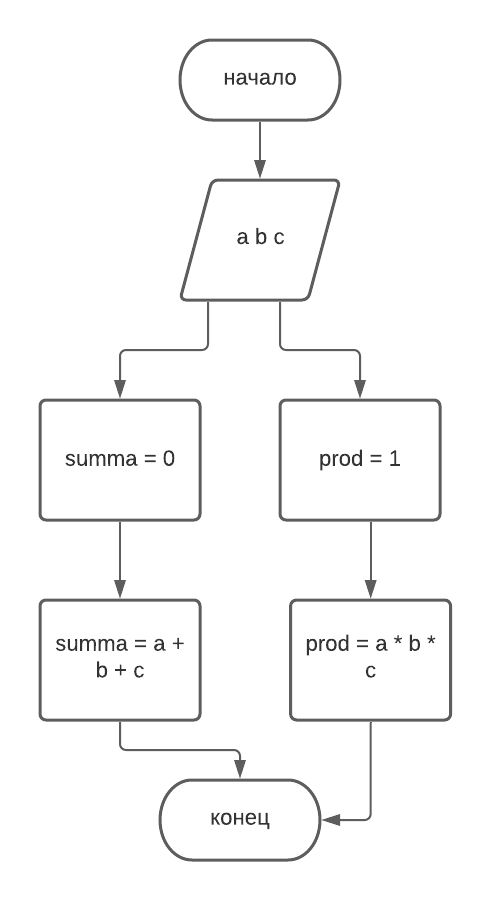 начало
a b c
summa = 0
prod = 1
summa = a +
b + c
prod = a * b *
c
конец